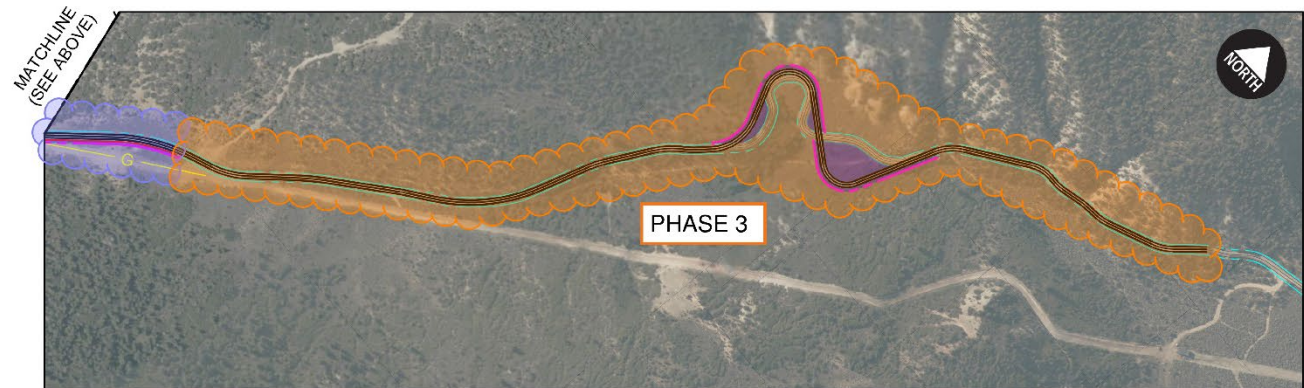 MATCHLINE
(SEE ABOVE)
NORTH
G
PHASE 3